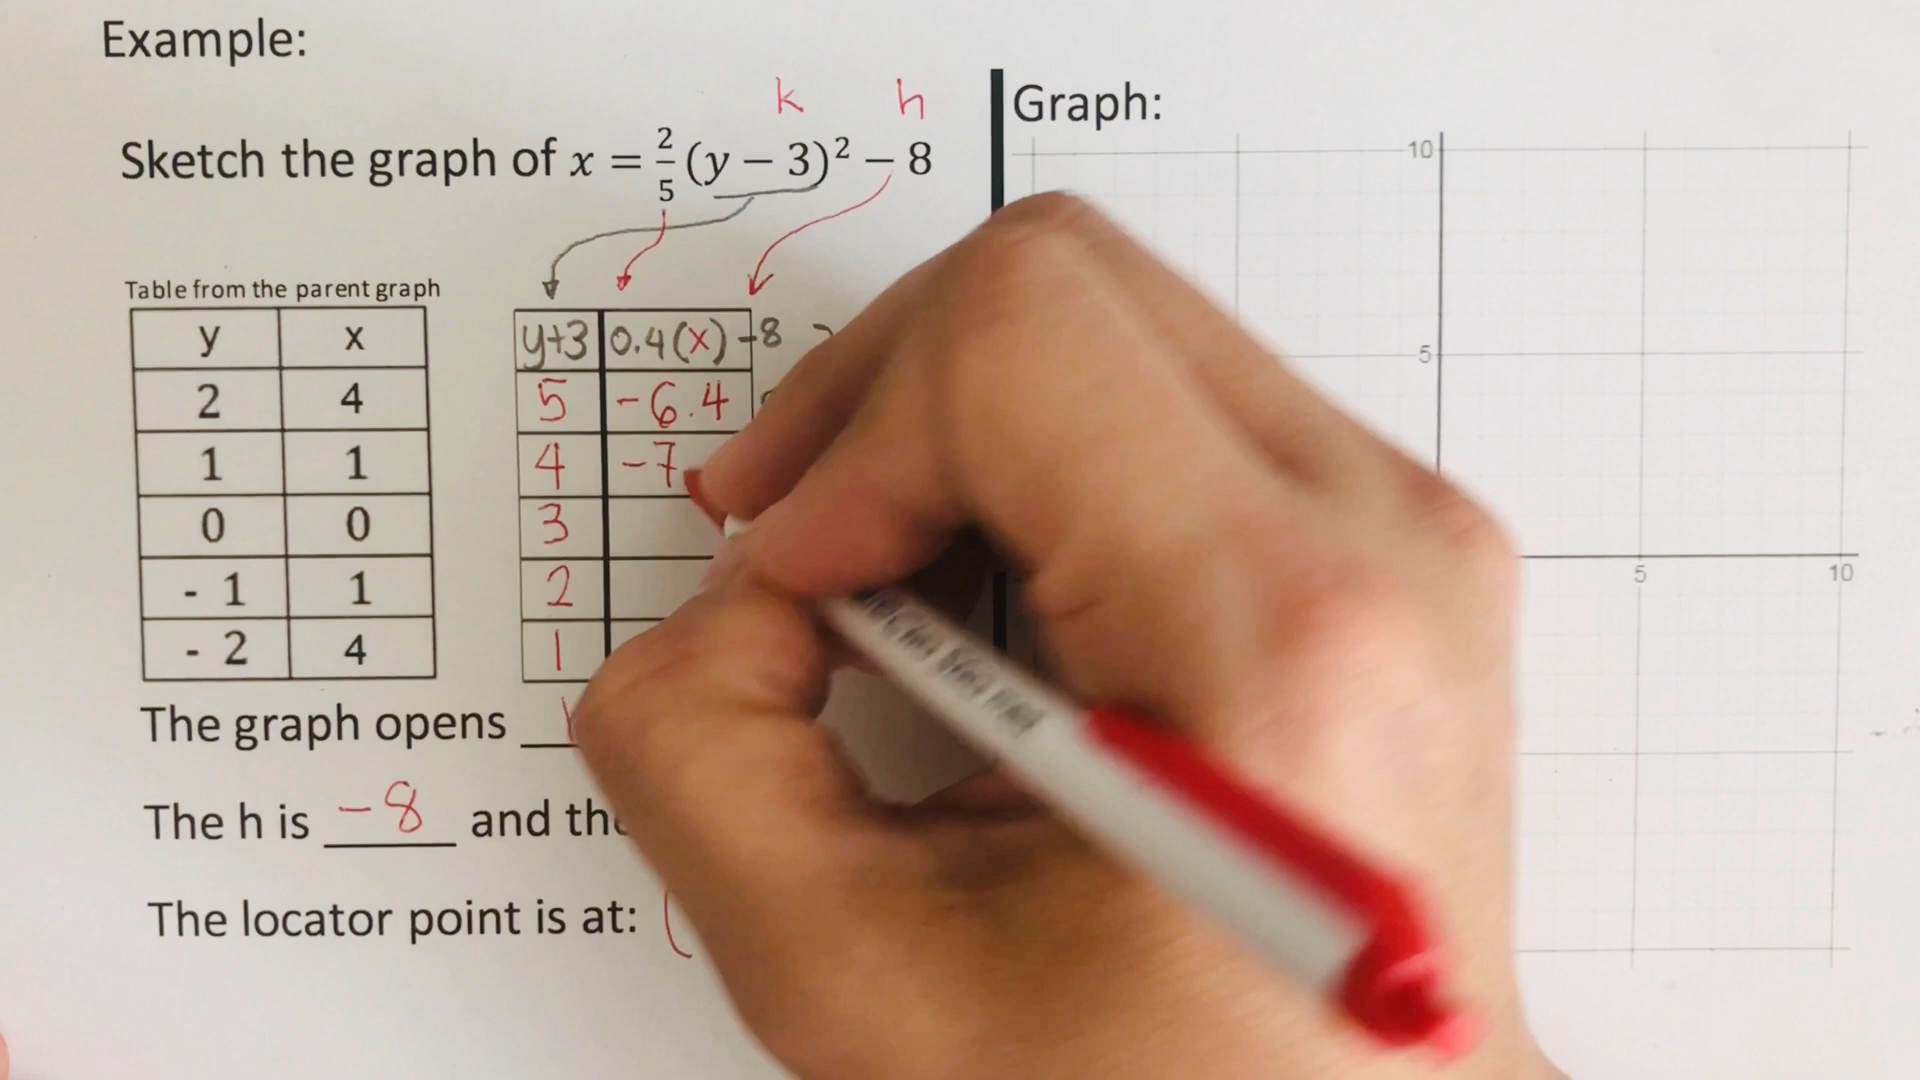 Example:
k h
Sketch the graph of x = 2/5 (y − 3)² − 8
Table from the parent graph
y x
2 4
1 1
0 0
- 1 1
- 2 4
y+3 0.4(x) -8
5 -6.4
4 -7
3
2
1
The graph opens
The h is -8 and the
The locator point is at: (
Graph:
10
5
5 10